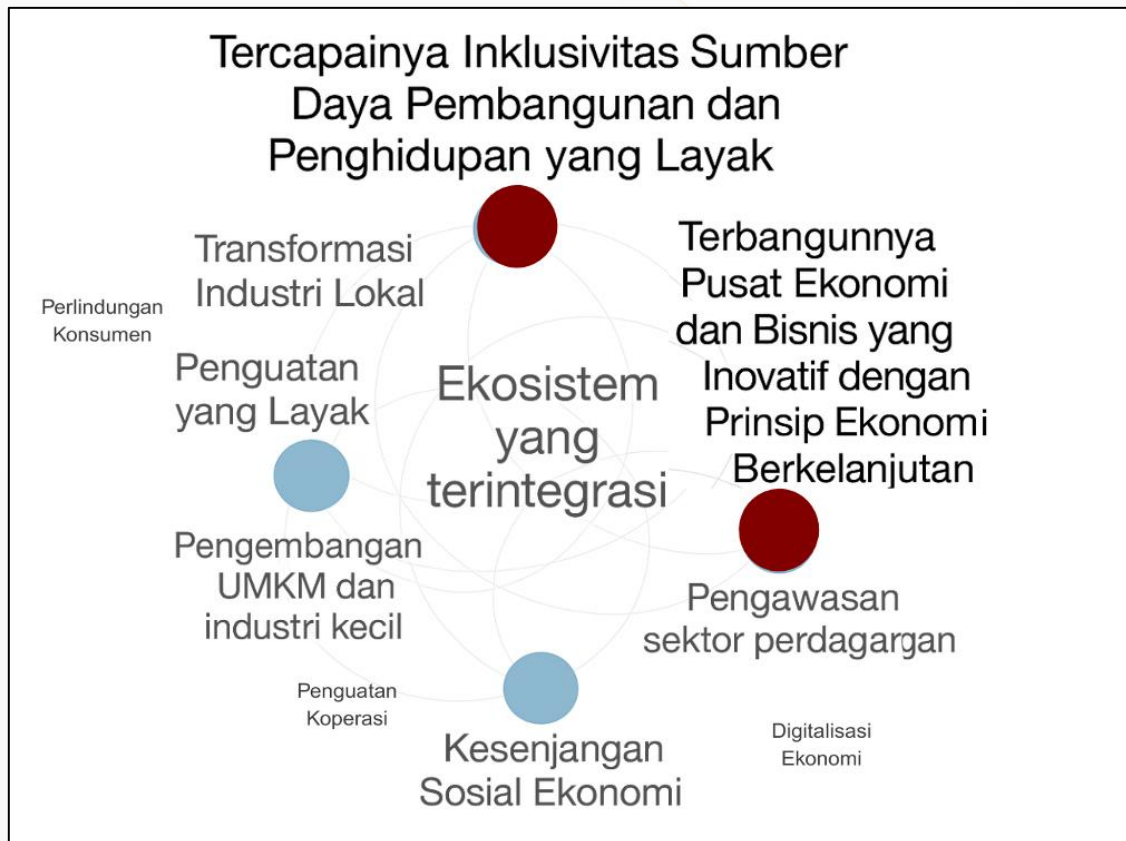 Tercapainya Inklusivitas Sumber
Daya Pembangunan dan
Penghidupan yang Layak
Transformasi
Industri Lokal
Perlindungan
Konsumen
Penguatan
yang Layak
Ekosistem
yang
terintegrasi
Terbangunnya
Pusat Ekonomi
dan Bisnis yang
Inovatif dengan
Prinsip Ekonomi
Berkelanjutan
Pengembangan
UMKM dan
industri kecil
Pengawasan
sektor perdagargan
Penguatan
Koperasi
Kesenjangan
Sosial Ekonomi
Digitalisasi
Ekonomi